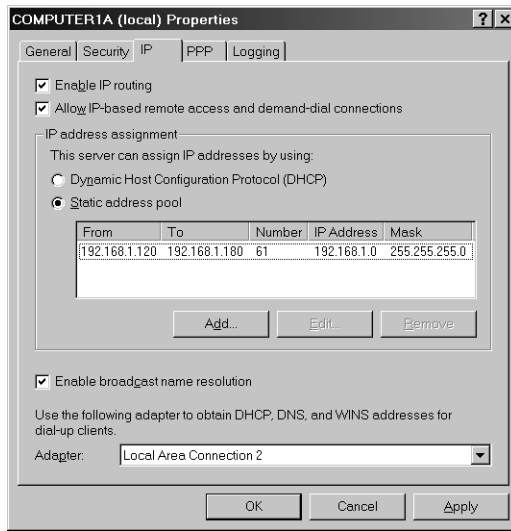 COMPUTER1A (local) Properties ? ×
General Security IP PPP Logging
Enable IP routing
Allow IP-based remote access and demand-dial connections
IP address assignment
This server can assign IP addresses by using:
Dynamic Host Configuration Protocol (DHCP)
Static address pool
From To Number IP Address Mask
192.168.1.120 192.168.1.180 61 192.168.1.0 255.255.255.0
Add... Edit... Remove
Enable broadcast name resolution
Use the following adapter to obtain DHCP, DNS, and WINS addresses for
dial-up clients.
Adapter: Local Area Connection 2
OK Cancel Apply